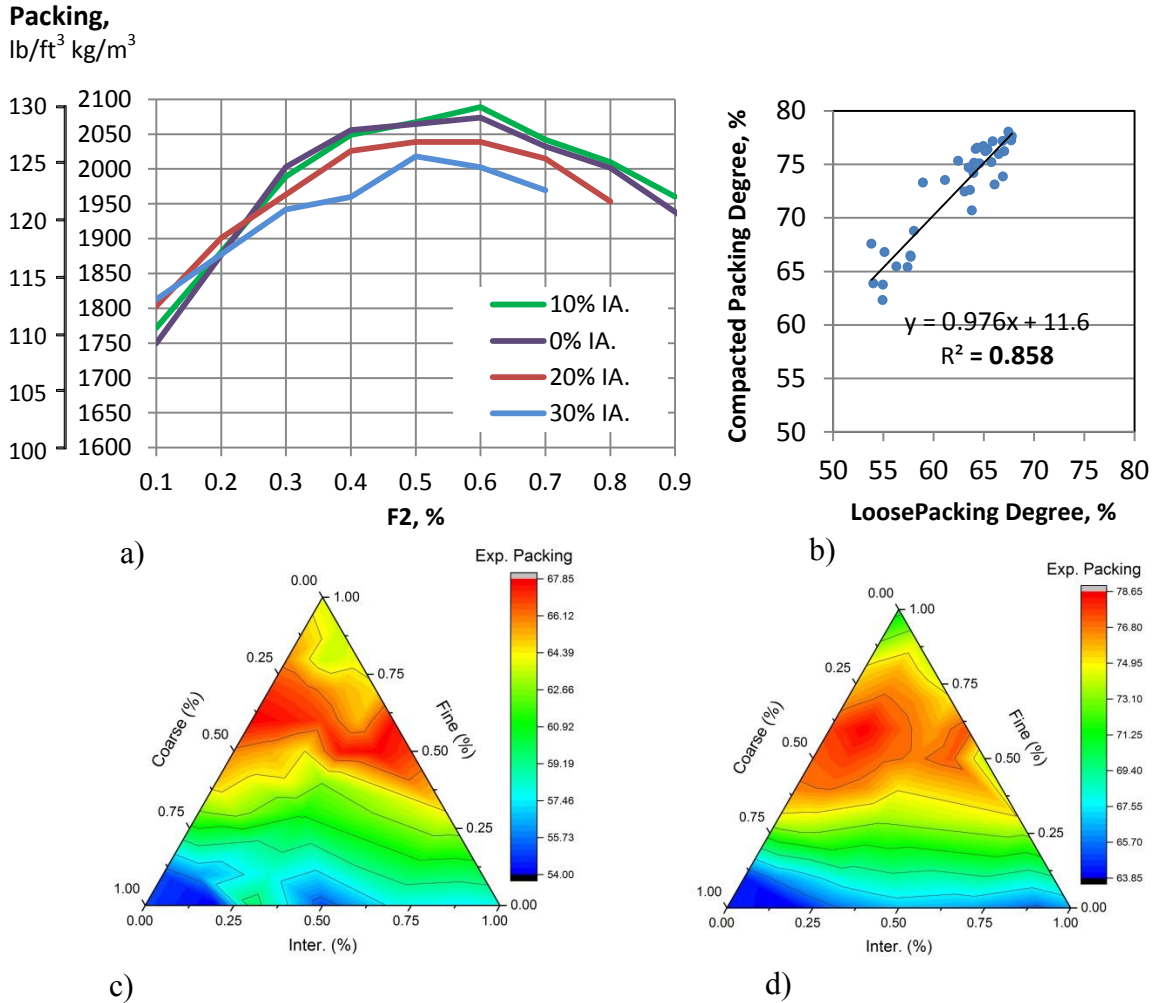 Packing,
lb/ft³ kg/m³
130
125
120
115
110
105
100
2100
2050
2000
1950
1900
1850
1800
1750
1700
1650
1600
0.1 0.2 0.3 0.4 0.5 0.6 0.7 0.8 0.9
F2, %
10% IA.
0% IA.
20% IA.
30% IA.
a)
Compacted Packing Degree, %
80
75
70
65
60
55
50
y = 0.976x + 11.6
R² = 0.858
50 55 60 65 70 75 80
LoosePacking Degree, %
b)
Exp. Packing
67.85
66.12
64.39
62.66
60.92
59.19
57.46
55.73
54.00
0.00
0.25
0.50
0.75
1.00
Coarse (%)
1.00
0.75
0.50
0.25
0.00
Fine (%)
0.00 0.25 0.50 0.75 1.00
Inter. (%)
c)
Exp. Packing
78.65
76.80
74.95
73.10
71.25
69.40
67.55
65.70
63.85
0.00
0.25
0.50
0.75
1.00
Coarse (%)
1.00
0.75
0.50
0.25
0.00
Fine (%)
0.00 0.25 0.50 0.75 1.00
Inter. (%)
d)